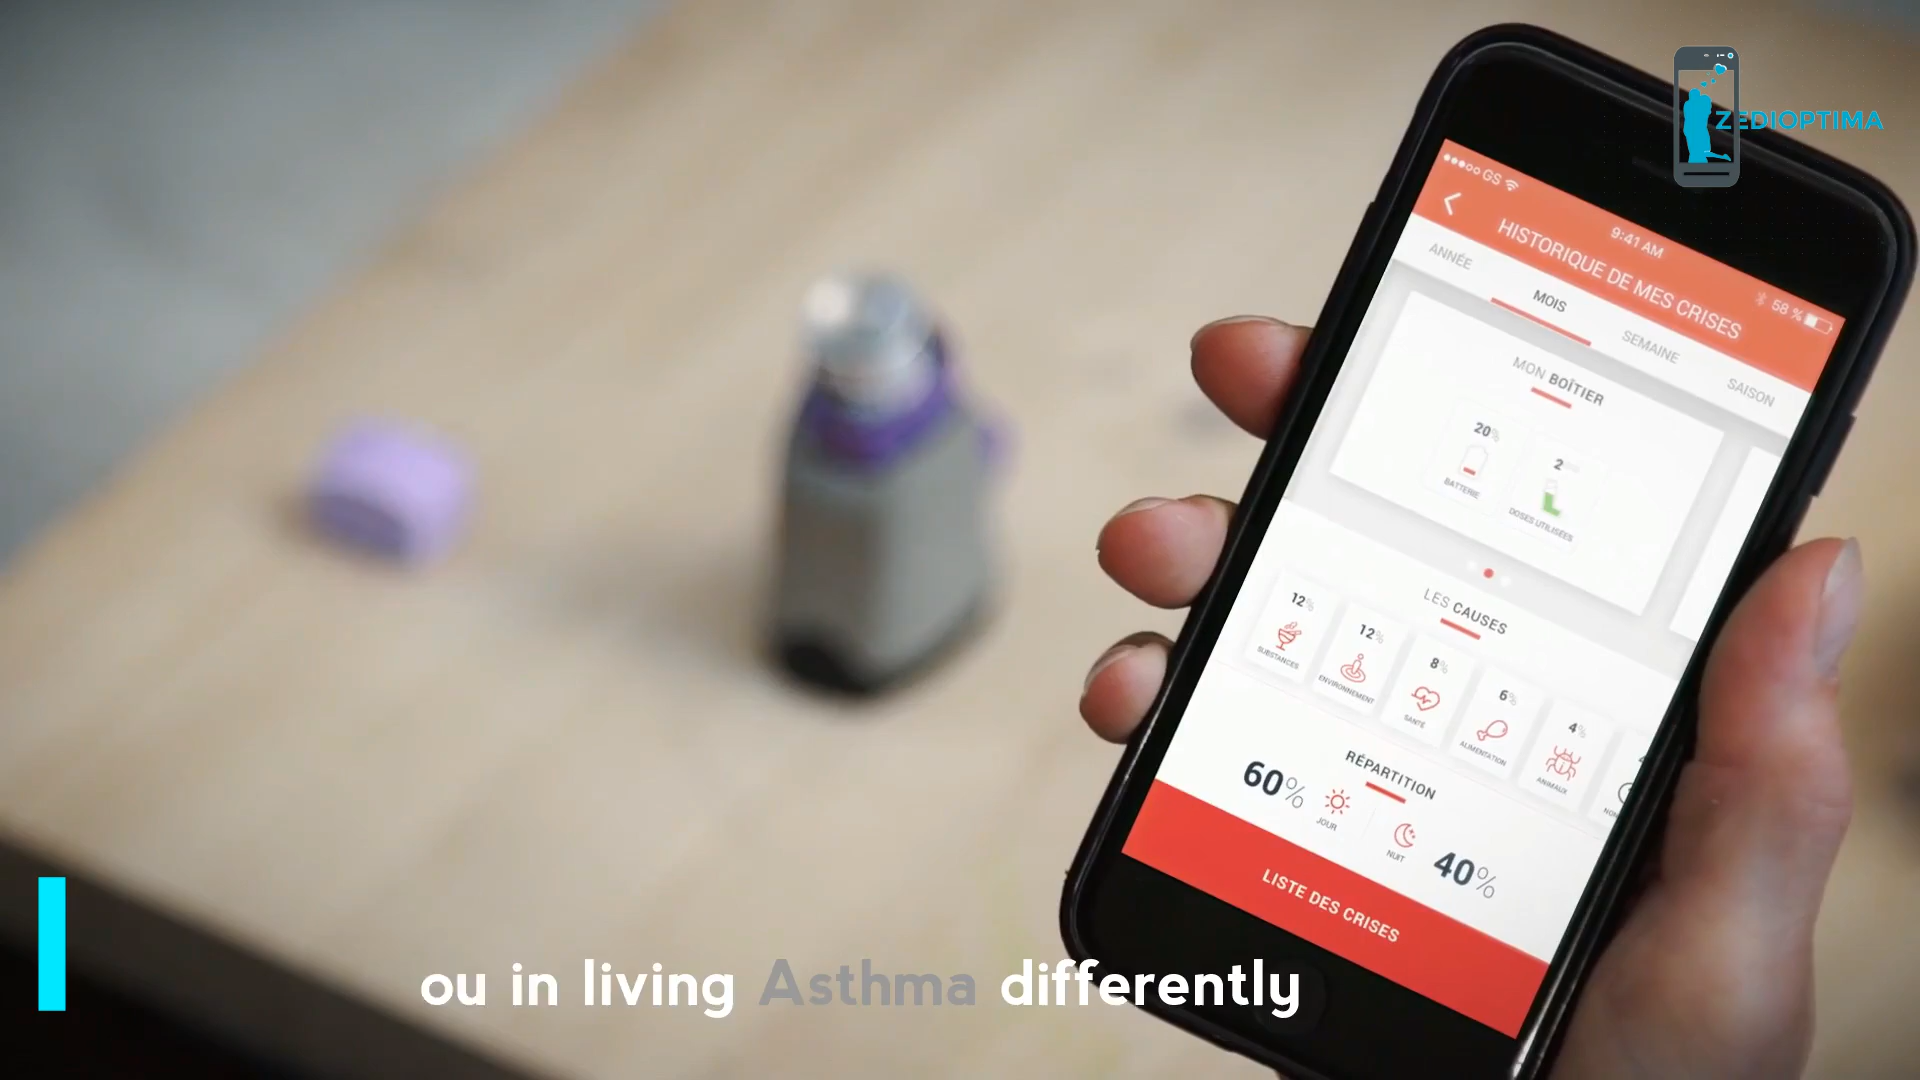 ZEDIOPTIMA
GS
9:41 AM
58 %
HISTORIQUE DE MES CRISES
ANNÉE
MOIS
SEMAINE
SAISON
MON BOÎTIER
20%
BATTERIE
2
DOSES UTILISÉES
LES CAUSES
12%
SUBSTANCES
12%
ENVIRONNEMENT
8%
SANTÉ
6%
ALIMENTATION
4%
ANIMAUX
RÉPARTITION
60%
JOUR
NUIT
40%
LISTE DES CRISES
ou in living Asthma differently